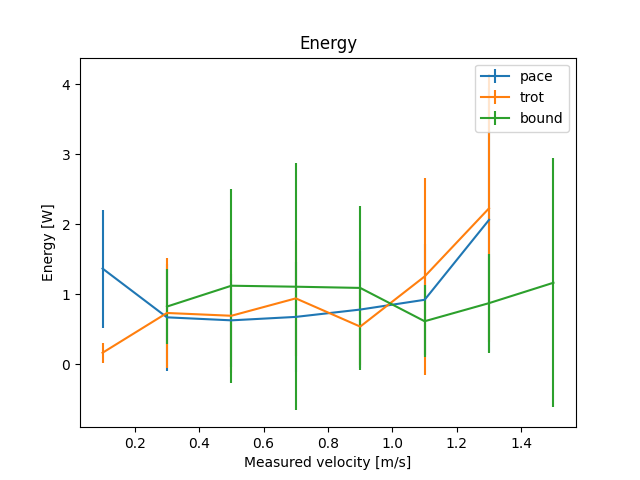 Energy
pace
trot
bound
4
3
2
1
0
Energy [W]
0.2 0.4 0.6 0.8 1.0 1.2 1.4
Measured velocity [m/s]